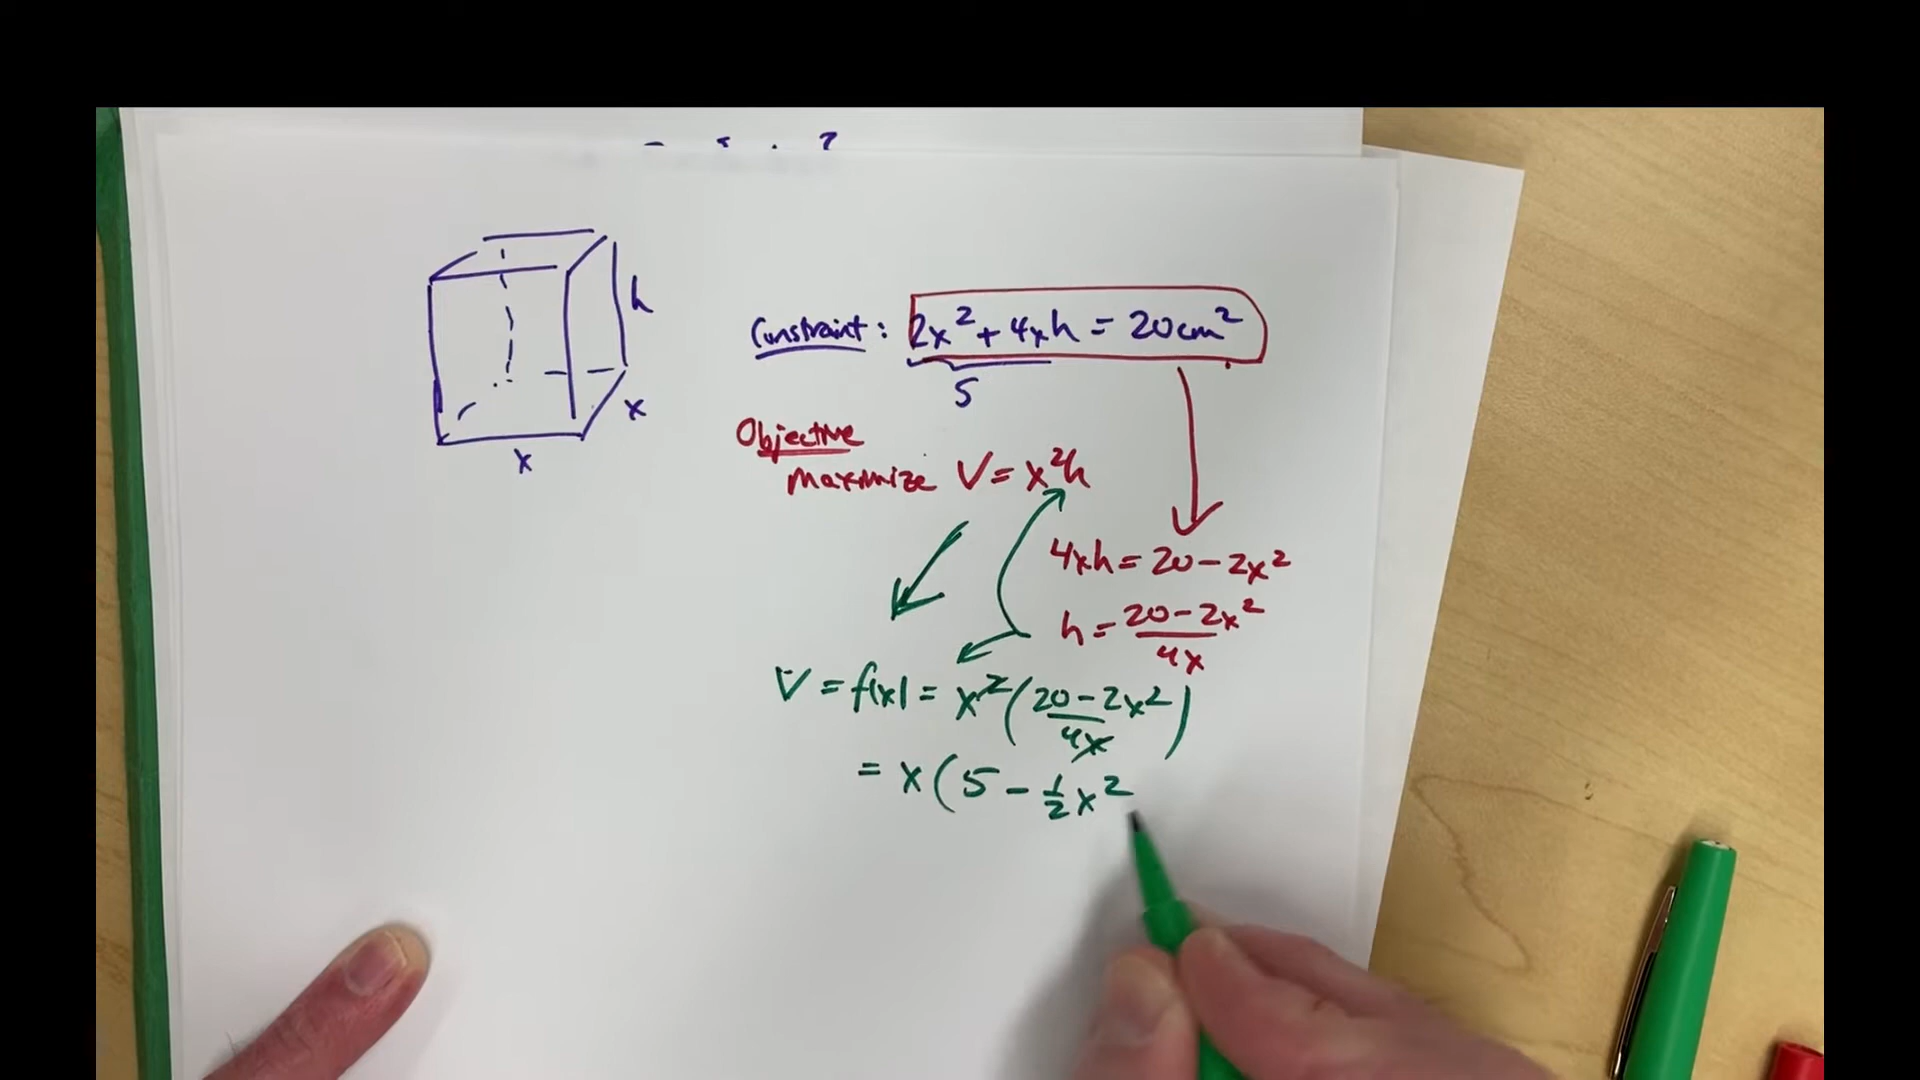 h
x
x
Constraint: 2x² + 4xh = 20cm²
S
Objective
maximize V = x²h
4xh = 20 - 2x²
h = (20 - 2x²)/4x
V = f(x) = x²((20 - 2x²)/4x)
= x(5 - ½x²